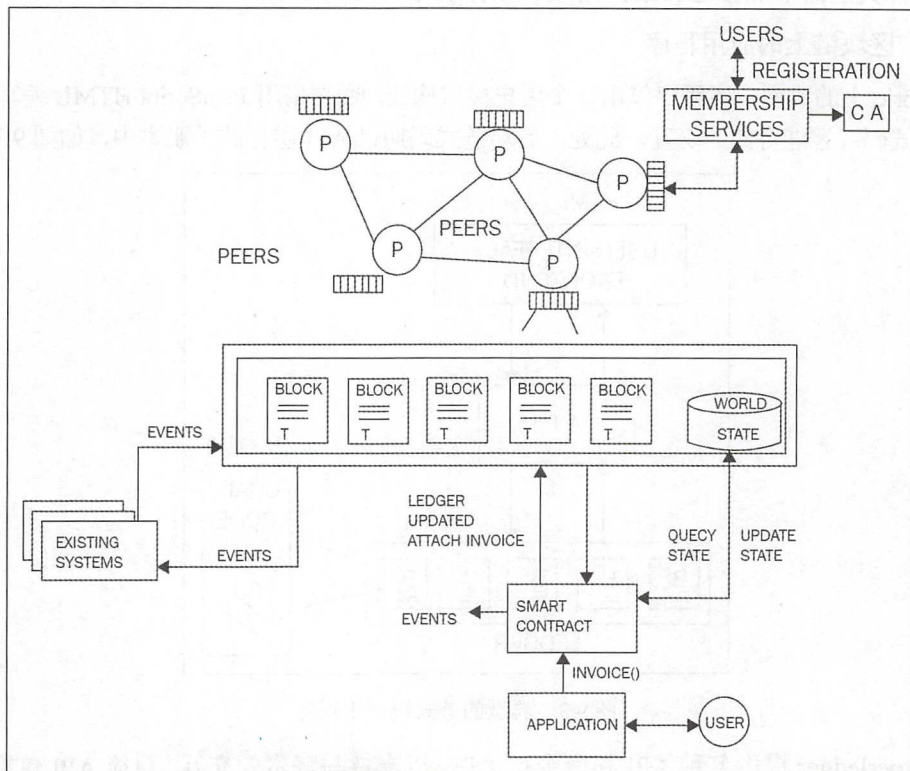 USERS
REGISTERATION
MEMBERSHIP
SERVICES
C A
P
P
P
P
P
PEERS
PEERS
BLOCK
T
BLOCK
T
BLOCK
T
BLOCK
T
BLOCK
T
WORLD
STATE
EVENTS
EXISTING
SYSTEMS
EVENTS
LEDGER
UPDATED
ATTACH INVOICE
QUECY
STATE
UPDATE
STATE
EVENTS
SMART
CONTRACT
INVOICE()
APPLICATION
USER